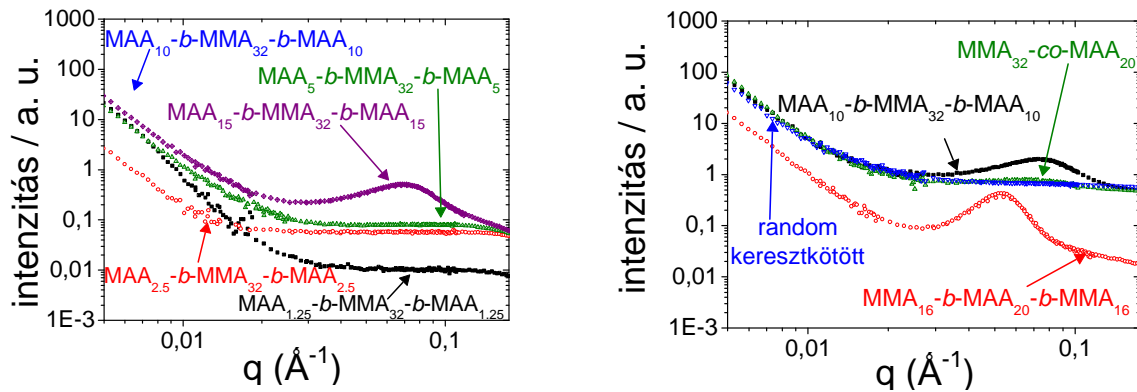 1000
100
10
1
0,1
0,01
1E-3
intenzitás / a. u.
MAA10-b-MMA32-b-MAA10
MAA5-b-MMA32-b-MAA5
MAA15-b-MMA32-b-MAA15
MAA2.5-b-MMA32-b-MAA2.5
MAA1.25-b-MMA32-b-MAA1.25
0,01
0,1
q (Å-1)
1000
100
10
1
0,1
0,01
1E-3
intenzitás / a. u.
MMA32-co-MAA20
MAA10-b-MMA32-b-MAA10
random
keresztkötött
MMA16-b-MAA20-b-MMA16
0,01
0,1
q (Å-1)